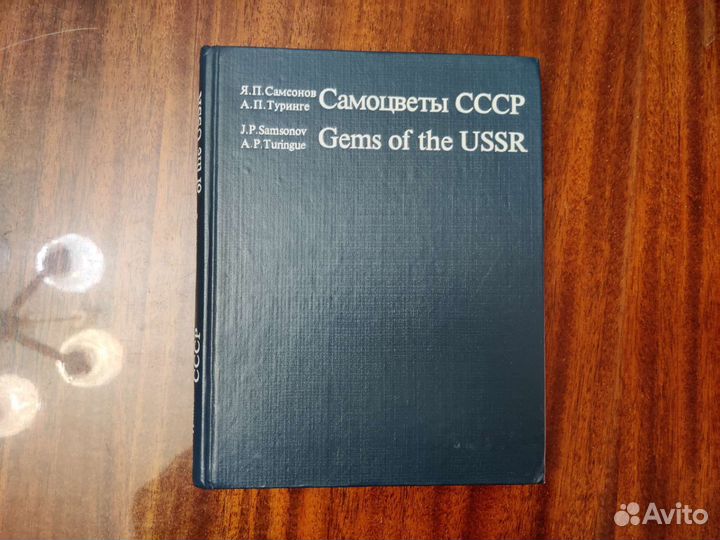 Я.П.Самсонов
А.П.Туринге
Самоцветы СССР
J.P.Samsonov
A.P.Turingue
Gems of the USSR
of the USSR
СССР
Avito